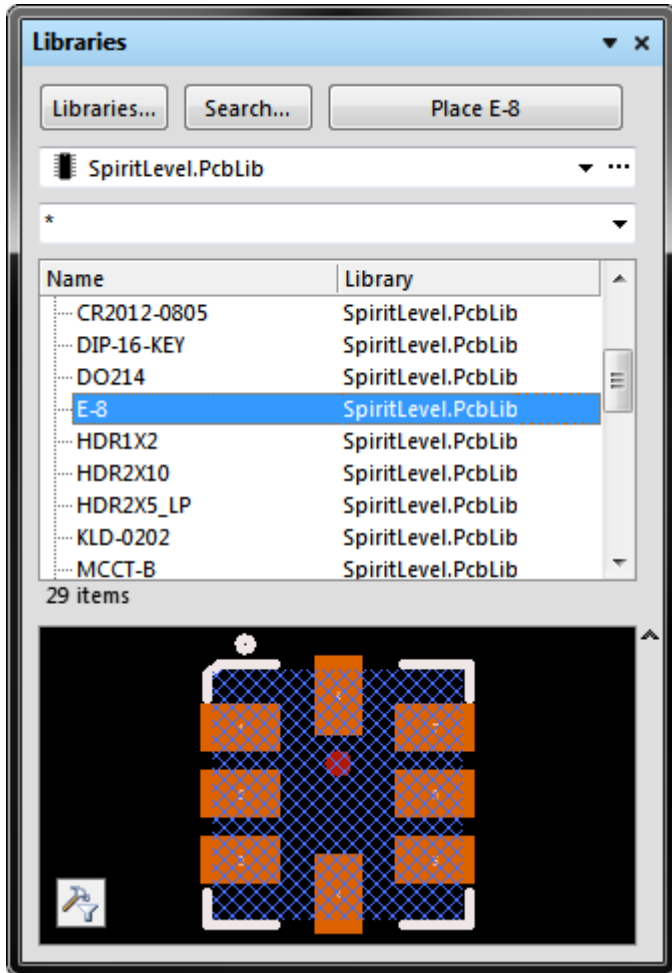 Libraries
Libraries... Search... Place E-8
SpiritLevel.PcbLib
*
Name Library
CR2012-0805 SpiritLevel.PcbLib
DIP-16-KEY SpiritLevel.PcbLib
DO214 SpiritLevel.PcbLib
E-8 SpiritLevel.PcbLib
HDR1X2 SpiritLevel.PcbLib
HDR2X10 SpiritLevel.PcbLib
HDR2X5_LP SpiritLevel.PcbLib
KLD-0202 SpiritLevel.PcbLib
MCCT-B SpiritLevel.PcbLib
29 items